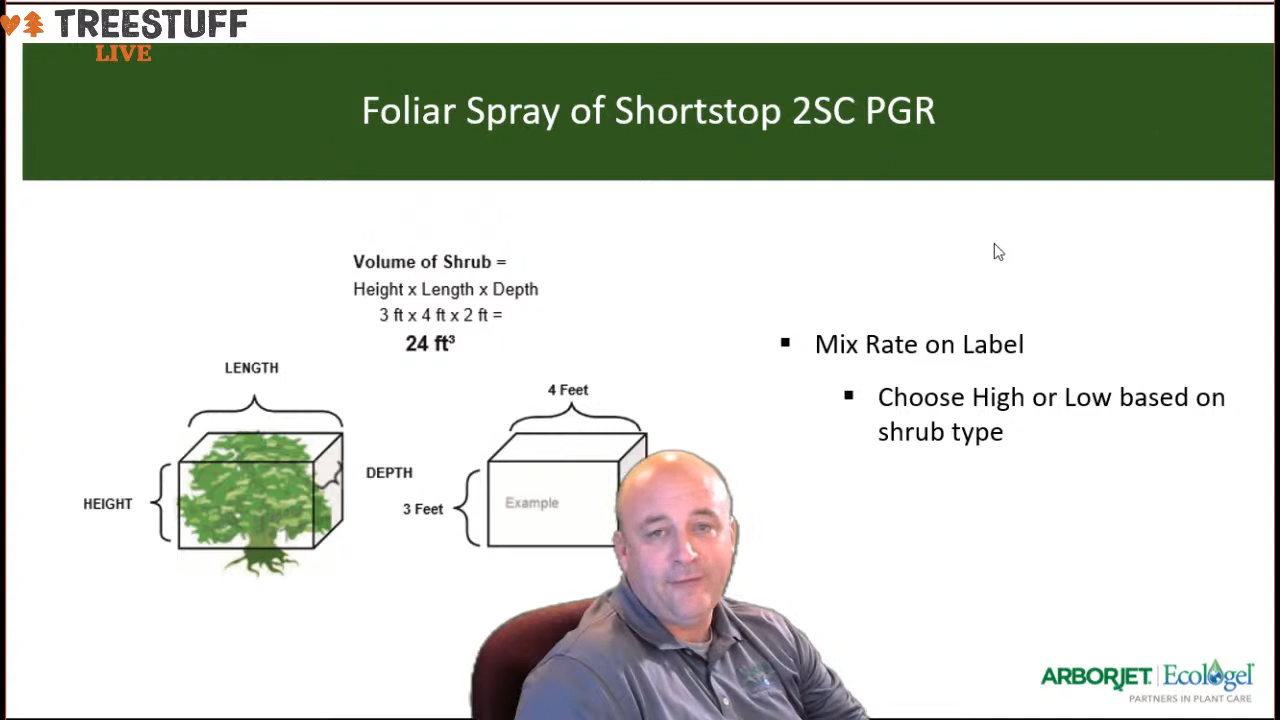 TREESTUFF
LIVE
Foliar Spray of Shortstop 2SC PGR
Volume of Shrub =
Height x Length x Depth
3 ft x 4 ft x 2 ft =
24 ft³
LENGTH
HEIGHT
DEPTH
4 Feet
3 Feet
Example
▪ Mix Rate on Label
▪ Choose High or Low based on
shrub type
ARBORJET | Ecologel
PARTNERS IN PLANT CARE